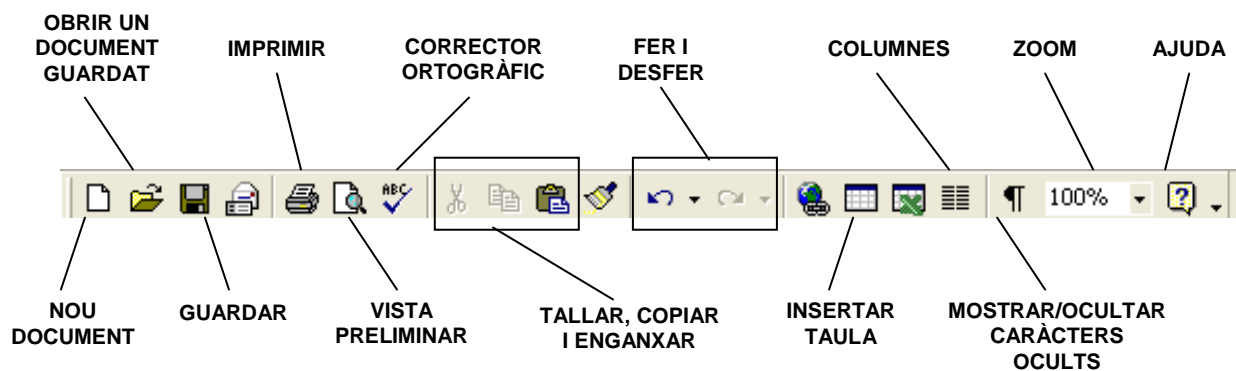 OBRIR UN
DOCUMENT
GUARDAT
IMPRIMIR
CORRECTOR
ORTOGRÀFIC
FER I
DESFER
COLUMNES
ZOOM
AJUDA
ABC
100%
NOU
DOCUMENT
GUARDAR
VISTA
PRELIMINAR
TALLAR, COPIAR
I ENGANXAR
INSERTAR
TAULA
MOSTRAR/OCULTAR
CARÀCTERS
OCULTS